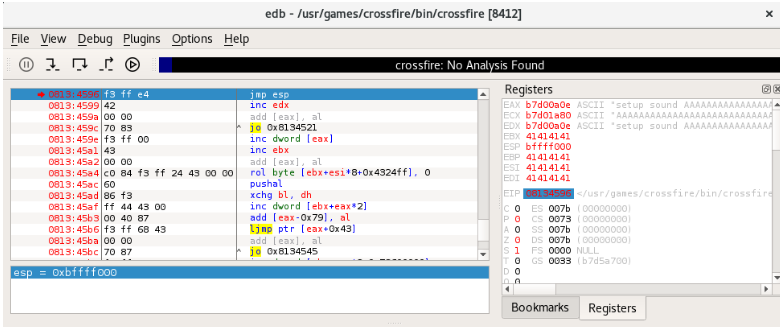 edb - /usr/games/crossfire/bin/crossfire [8412]
File View Debug Plugins Options Help
crossfire: No Analysis Found
0813:4596 f3 ff e4 jmp esp
0813:4599 42 inc edx
0813:459a 00 00 add [eax], al
0813:459c 70 83 ^ jo 0x8134521
0813:459e f3 ff 00 inc dword [eax]
0813:45a1 43 inc ebx
0813:45a2 00 00 add [eax], al
0813:45a4 c0 84 f3 ff 24 43 00 00 rol byte [ebx+esi*8+0x4324ff], 0
0813:45ac 60 pushal
0813:45ad 86 f3 xchg bl, dh
0813:45af ff 44 43 00 inc dword [ebx+eax*2]
0813:45b3 00 40 87 add [eax-0x79], al
0813:45b6 f3 ff 68 43 ljmp ptr [eax+0x43]
0813:45ba 00 00 add [eax], al
0813:45bc 70 87 ^ jo 0x8134545
esp = 0xbffff000
Registers
EAX b7d00a0e ASCII "setup sound AAAAAAAAAAAAAAAA
ECX b7d01a80 ASCII "AAAAAAAAAAAAAAAAAAAAAAAAAAAA
EDX b7d00a0e ASCII "setup sound AAAAAAAAAAAAAAAA
EBX 41414141
ESP bffff000
EBP 41414141
ESI 41414141
EDI 41414141
EIP 08134596 </usr/games/crossfire/bin/crossfire
C 0 ES 007b (00000000)
P 0 CS 0073 (00000000)
A 0 SS 007b (00000000)
Z 0 DS 007b (00000000)
S 1 FS 0000 NULL
T 0 GS 0033 (b7d5a700)
D 0
Bookmarks Registers